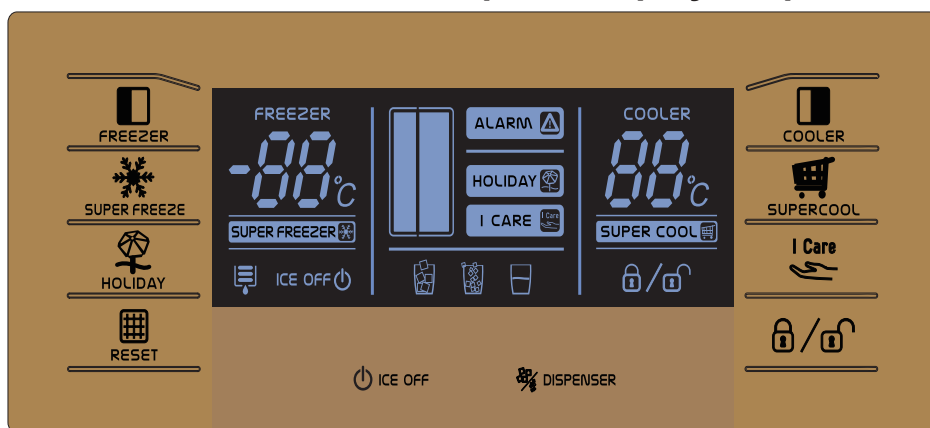 FREEZER
SUPER FREEZE
HOLIDAY
RESET
FREEZER
-88°C
SUPER FREEZER
ICE OFF
ALARM
HOLIDAY
I CARE I Care
COOLER
88°C
SUPER COOL
COOLER
SUPERCOOL
I Care
ICE OFF
DISPENSER